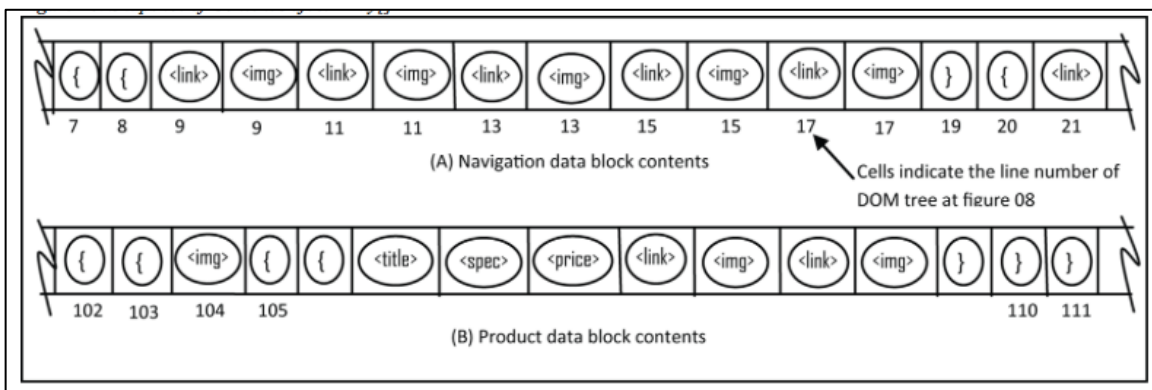 { { <link> <img> <link> <img> <link> <img> <link> <img> <link> <img> } { <link>
7 8 9 9 11 11 13 13 15 15 17 17 19 20 21
(A) Navigation data block contents
Cells indicate the line number of
DOM tree at figure 08
{ { <img> { { <title> <spec> <price> <link> <img> <link> <img> } } }
102 103 104 105 110 111
(B) Product data block contents